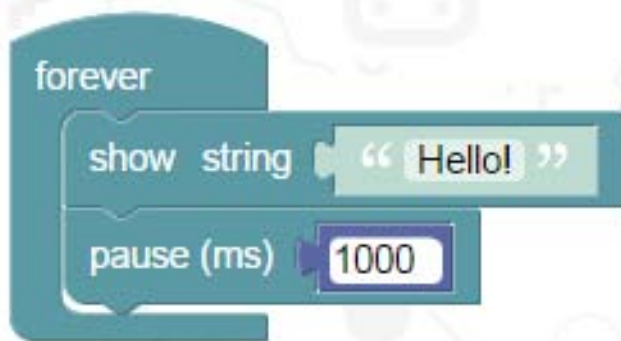 forever
show string “ Hello! ”
pause (ms) 1000